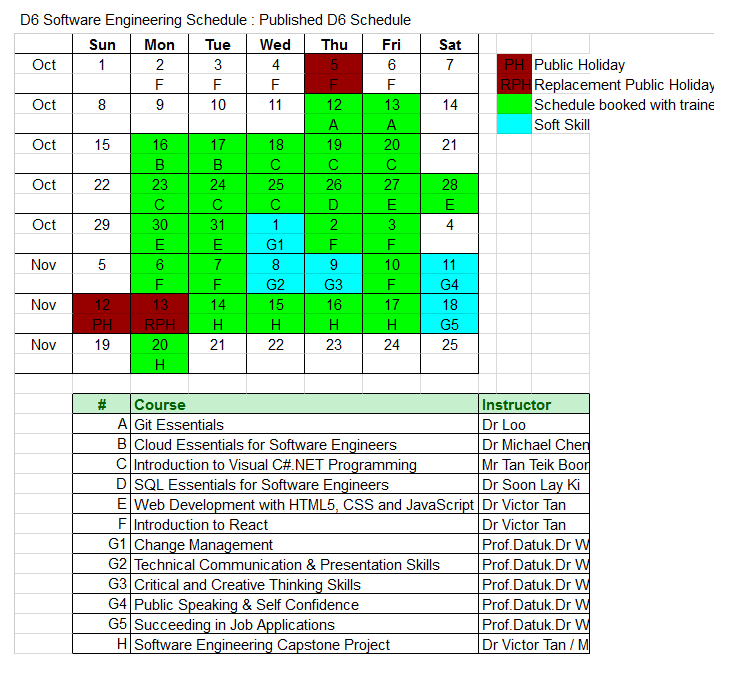 D6 Software Engineering Schedule : Published D6 Schedule
Sun Mon Tue Wed Thu Fri Sat
Oct 1 2 3 4 5 6 7 PH Public Holiday
F F F F F RPH Replacement Public Holiday
Oct 8 9 10 11 12 13 14 Schedule booked with traine
A A Soft Skill
Oct 15 16 17 18 19 20 21
B B C C C
Oct 22 23 24 25 26 27 28
C C C D E E
Oct 29 30 31 1 2 3 4
E E G1 F F
Nov 5 6 7 8 9 10 11
F F G2 G3 F G4
Nov 12 13 14 15 16 17 18
PH RPH H H H H G5
Nov 19 20 21 22 23 24 25
H
# Course Instructor
A Git Essentials Dr Loo
B Cloud Essentials for Software Engineers Dr Michael Chen
C Introduction to Visual C#.NET Programming Mr Tan Teik Boon
D SQL Essentials for Software Engineers Dr Soon Lay Ki
E Web Development with HTML5, CSS and JavaScript Dr Victor Tan
F Introduction to React Dr Victor Tan
G1 Change Management Prof.Datuk.Dr W
G2 Technical Communication & Presentation Skills Prof.Datuk.Dr W
G3 Critical and Creative Thinking Skills Prof.Datuk.Dr W
G4 Public Speaking & Self Confidence Prof.Datuk.Dr W
G5 Succeeding in Job Applications Prof.Datuk.Dr W
H Software Engineering Capstone Project Dr Victor Tan / M